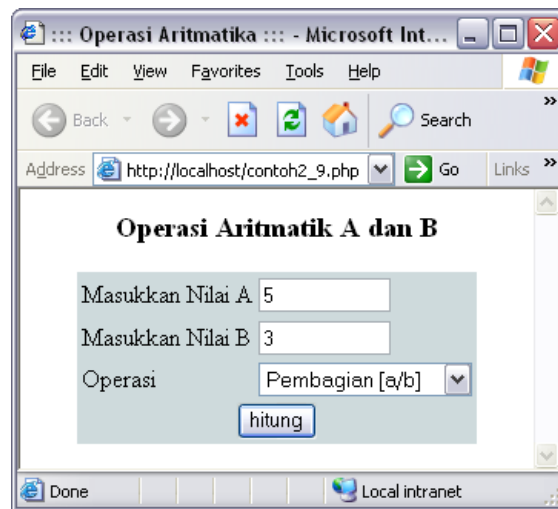 ::: Operasi Aritmatika ::: - Microsoft Int...
File Edit View Favorites Tools Help
Back Search »
Address http://localhost/contoh2_9.php Go Links »
Operasi Aritmatik A dan B
Masukkan Nilai A 5
Masukkan Nilai B 3
Operasi Pembagian [a/b]
hitung
Done Local intranet